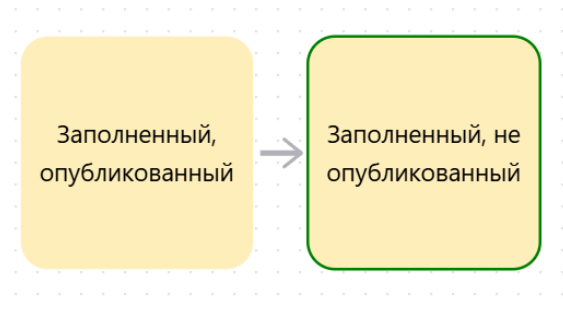 Заполненный,
опубликованный
Заполненный, не
опубликованный